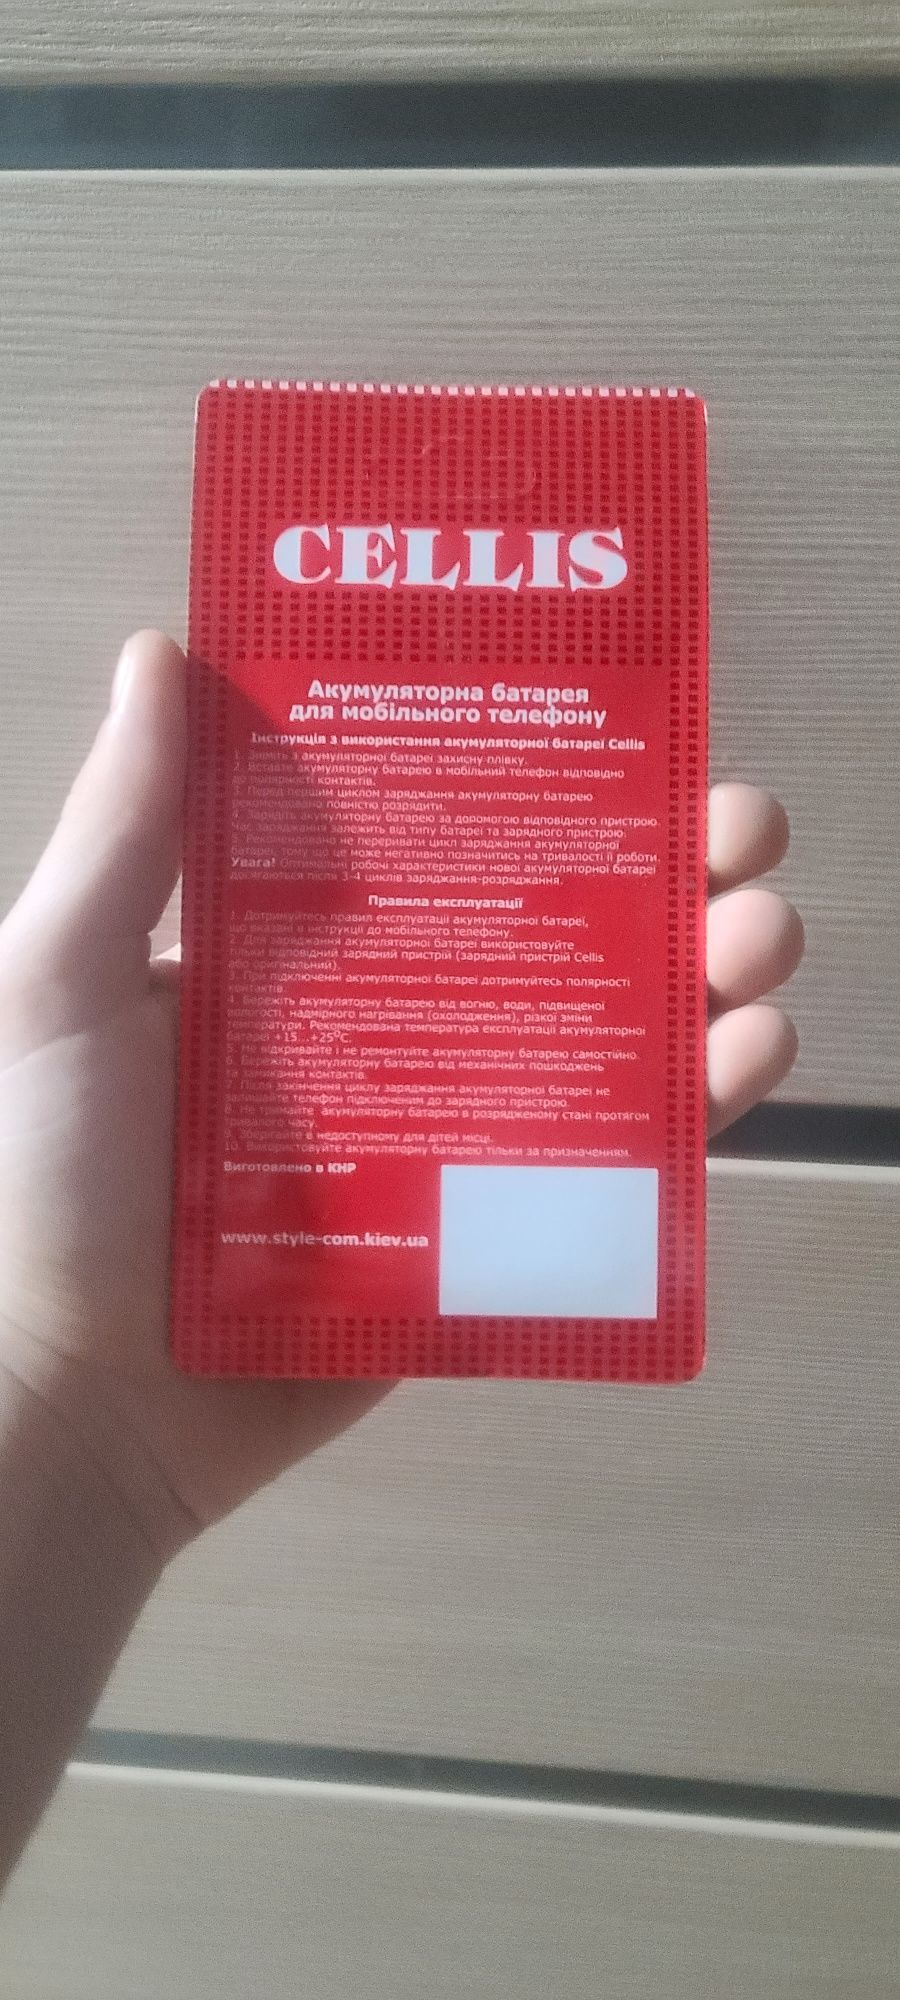 CELLIS
Акумуляторна батарея
для мобільного телефону
Інструкція з використання акумуляторної батареї Cellis
1. Зніміть з акумуляторної батареї захисну плівку.
2. Вставте акумуляторну батарею в мобільний телефон відповідно
до полярності контактів.
3. Перед першим циклом заряджання акумуляторну батарею
рекомендовано повністю розрядити.
4. Зарядіть акумуляторну батарею за допомогою відповідного пристрою.
Час заряджання залежить від типу батареї та зарядного пристрою.
5. Рекомендовано не переривати цикл заряджання акумуляторної
батареї, тому що це може негативно позначитись на тривалості її роботи.
Увага! Оптимальні робочі характеристики нової акумуляторної батареї
досягаються після 3-4 циклів заряджання-розряджання.
Правила експлуатації
1. Дотримуйтесь правил експлуатації акумуляторної батареї,
що вказані в інструкції до мобільного телефону.
2. Для заряджання акумуляторної батареї використовуйте
тільки відповідний зарядний пристрій (зарядний пристрій Cellis
або оригінальний).
3. При підключенні акумуляторної батареї дотримуйтесь полярності
контактів.
4. Бережіть акумуляторну батарею від вогню, води, підвищеної
вологості, надмірного нагрівання (охолодження), різкої зміни
температури. Рекомендована температура експлуатації акумуляторної
батареї +15...+25⁰С.
5. Не відкривайте і не ремонтуйте акумуляторну батарею самостійно.
6. Бережіть акумуляторну батарею від механічних пошкоджень
та замикання контактів.
7. Після закінчення циклу заряджання акумуляторної батареї не
залишайте телефон підключеним до зарядного пристрою.
8. Не тримайте акумуляторну батарею в розрядженому стані протягом
тривалого часу.
9. Зберігайте в недоступному для дітей місці.
10. Використовуйте акумуляторну батарею тільки за призначенням.
Виготовлено в КНР
www.style-com.kiev.ua